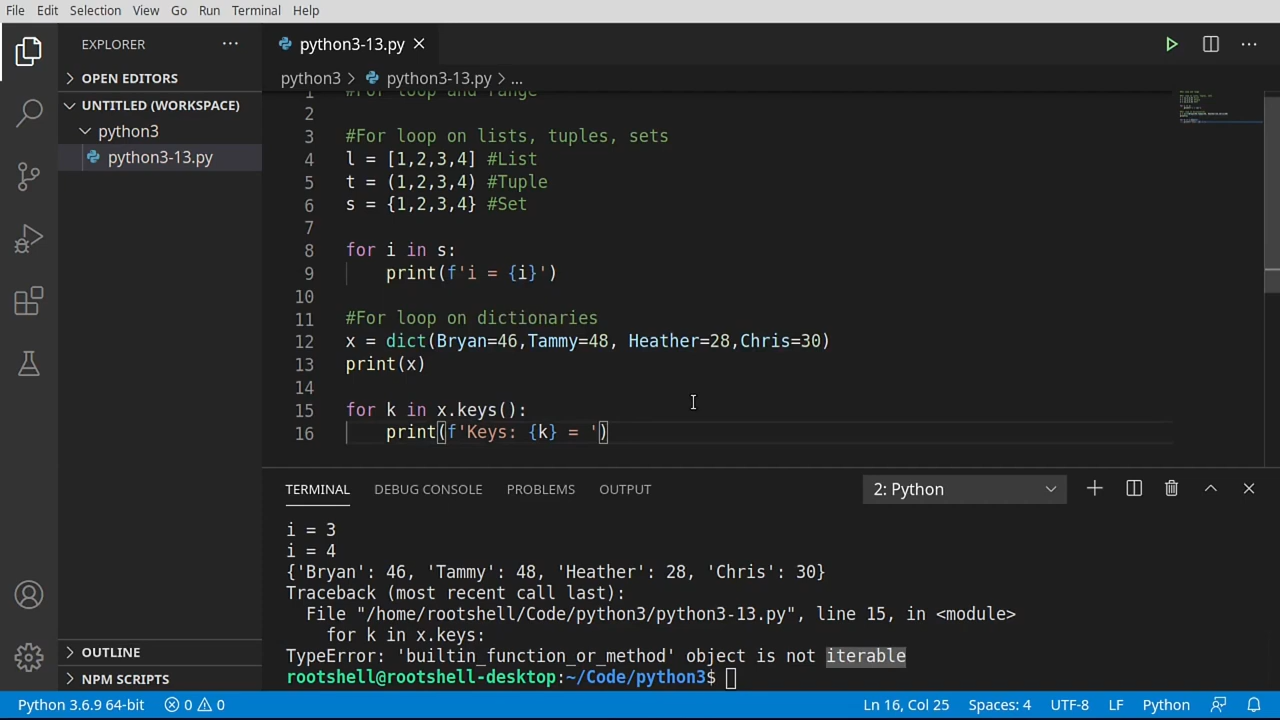 File Edit Selection View Go Run Terminal Help
EXPLORER ...
python3-13.py
OPEN EDITORS
python3 > python3-13.py > ...
UNTITLED (WORKSPACE)
python3
python3-13.py
1 #For loop and range
2
3 #For loop on lists, tuples, sets
4 l = [1,2,3,4] #List
5 t = (1,2,3,4) #Tuple
6 s = {1,2,3,4} #Set
7
8 for i in s:
9 print(f'i = {i}')
10
11 #For loop on dictionaries
12 x = dict(Bryan=46,Tammy=48, Heather=28,Chris=30)
13 print(x)
14
15 for k in x.keys():
16 print(f'Keys: {k} = ')
TERMINAL DEBUG CONSOLE PROBLEMS OUTPUT 2: Python
i = 3
i = 4
{'Bryan': 46, 'Tammy': 48, 'Heather': 28, 'Chris': 30}
Traceback (most recent call last):
File "/home/rootshell/Code/python3/python3-13.py", line 15, in <module>
for k in x.keys:
TypeError: 'builtin_function_or_method' object is not iterable
rootshell@rootshell-desktop:~/Code/python3$
OUTLINE
NPM SCRIPTS
Python 3.6.9 64-bit 0 0 Ln 16, Col 25 Spaces: 4 UTF-8 LF Python